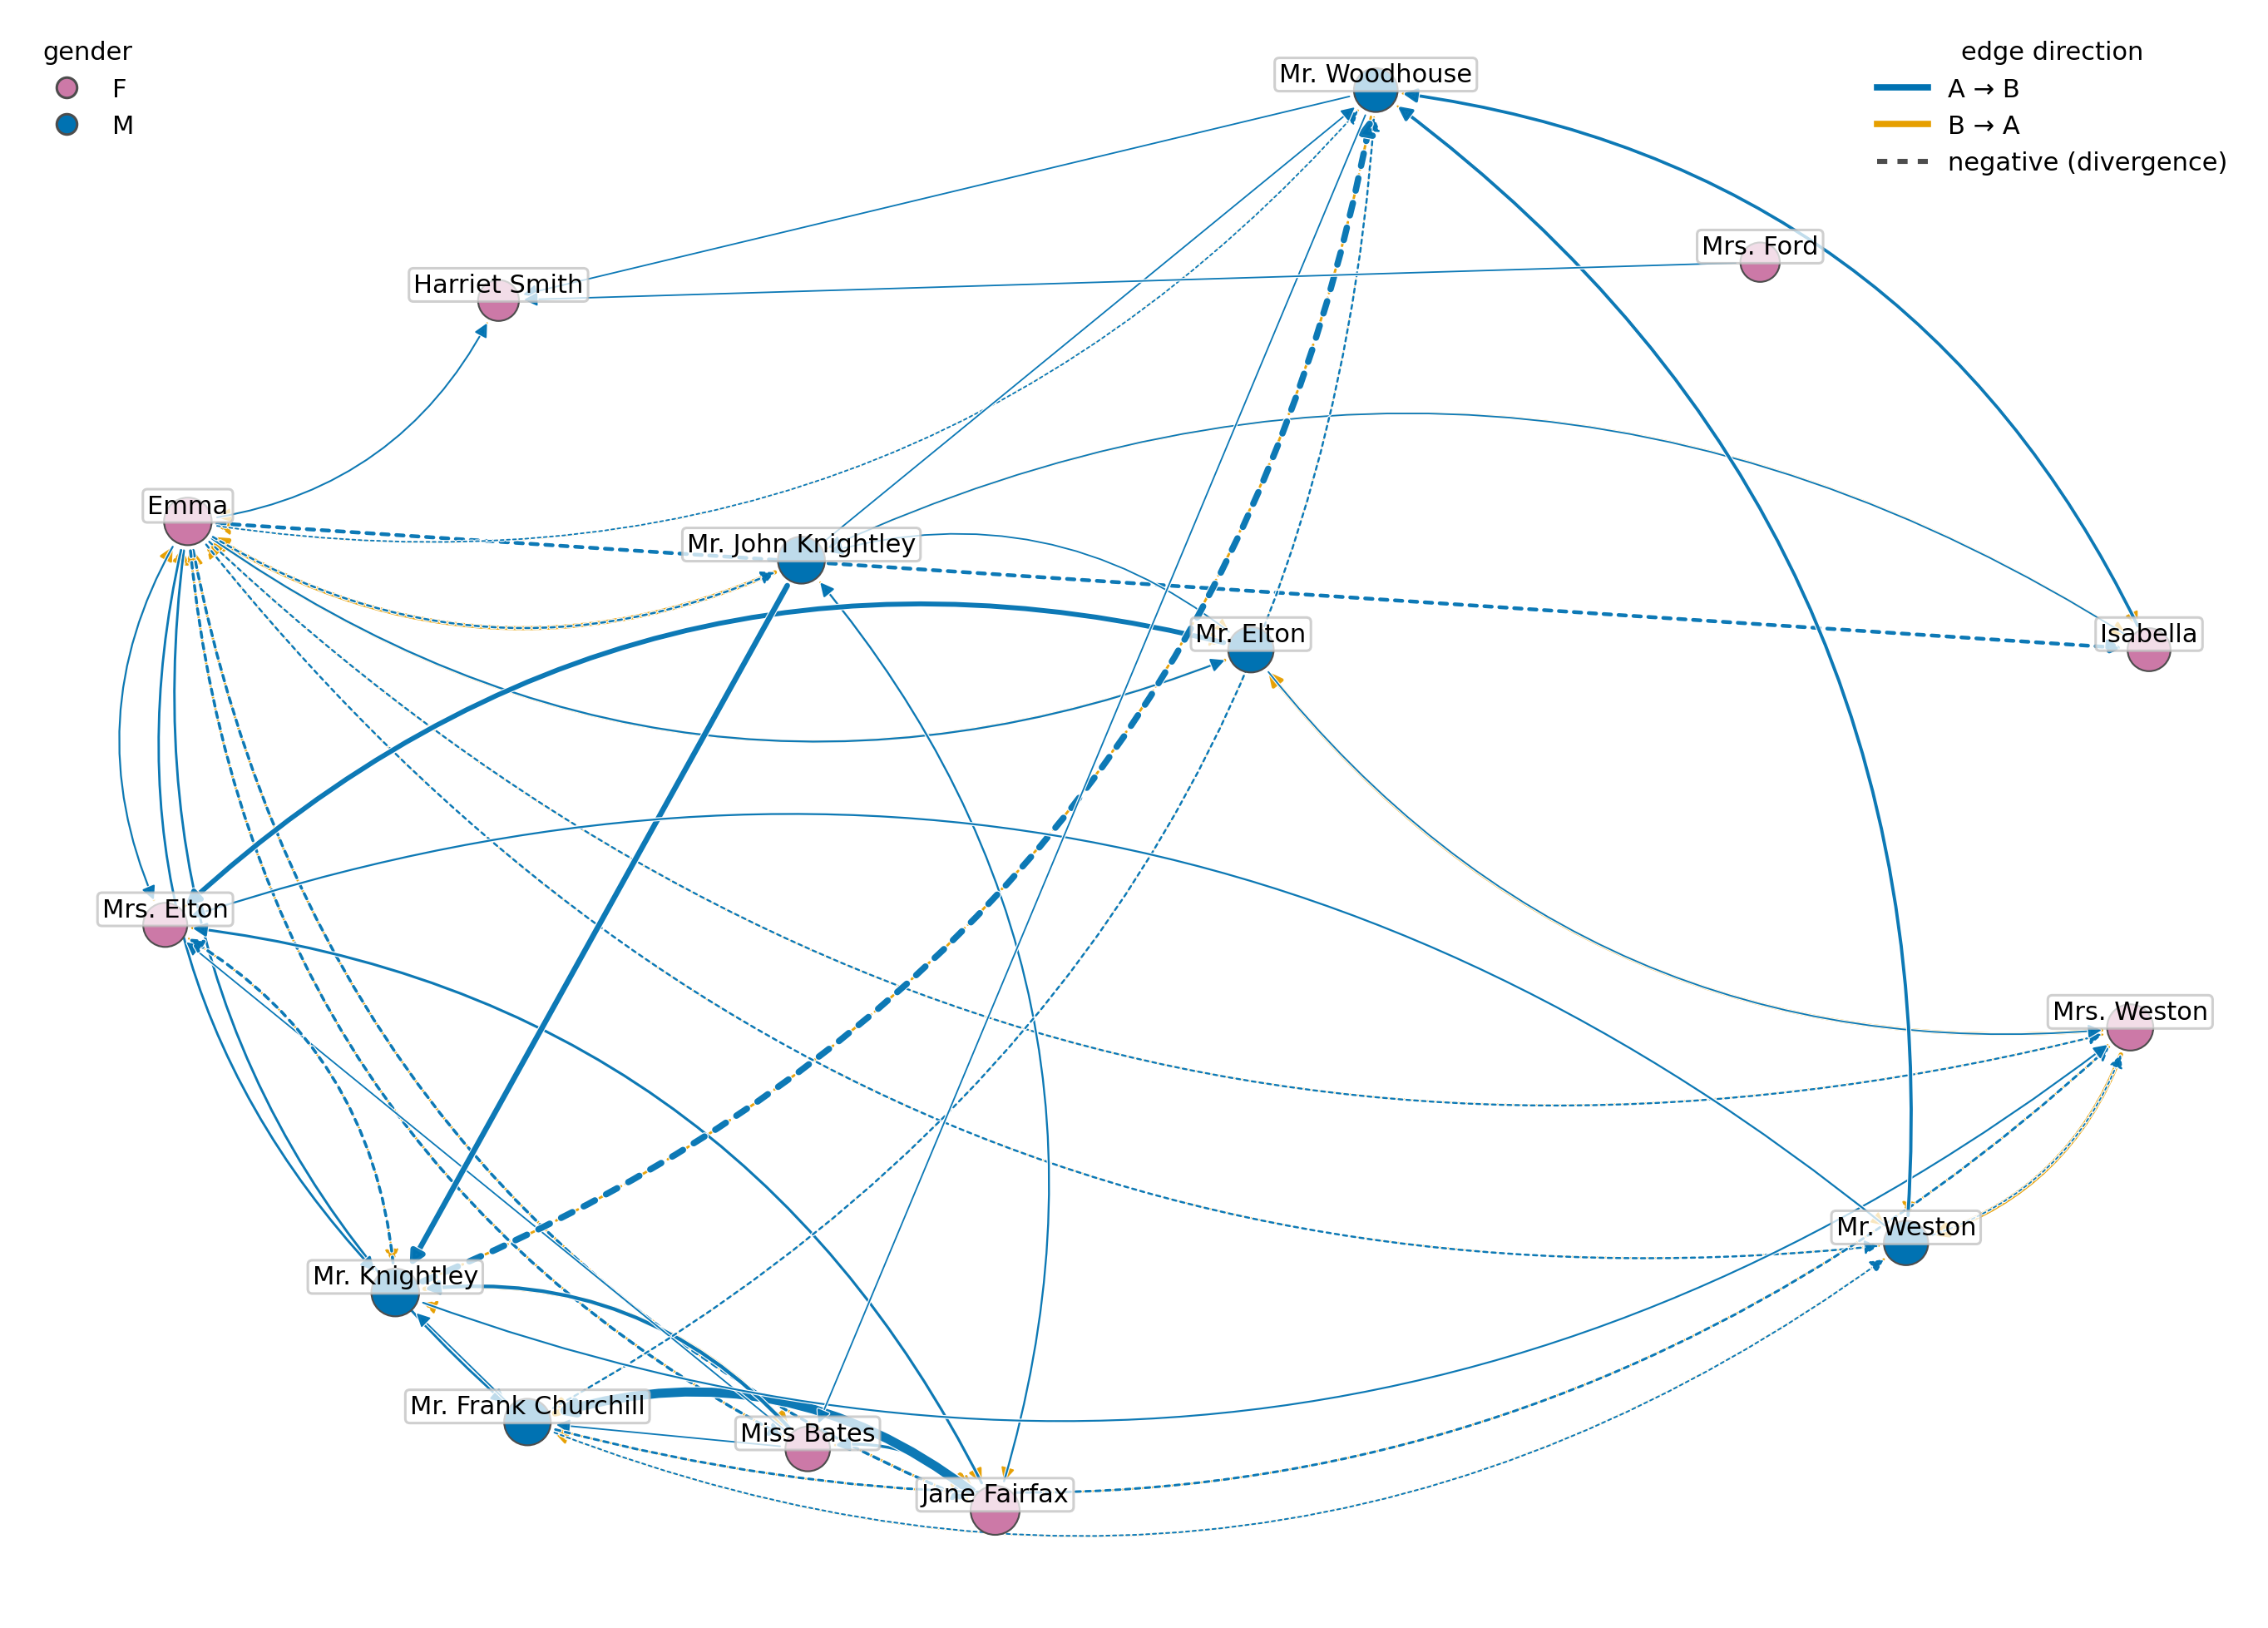 gender
F
M
edge direction
A → B
B → A
negative (divergence)
Mr. Woodhouse
Mrs. Ford
Harriet Smith
Emma
Mr. John Knightley
Mr. Elton
Isabella
Mrs. Elton
Mrs. Weston
Mr. Weston
Mr. Knightley
Mr. Frank Churchill
Miss Bates
Jane Fairfax